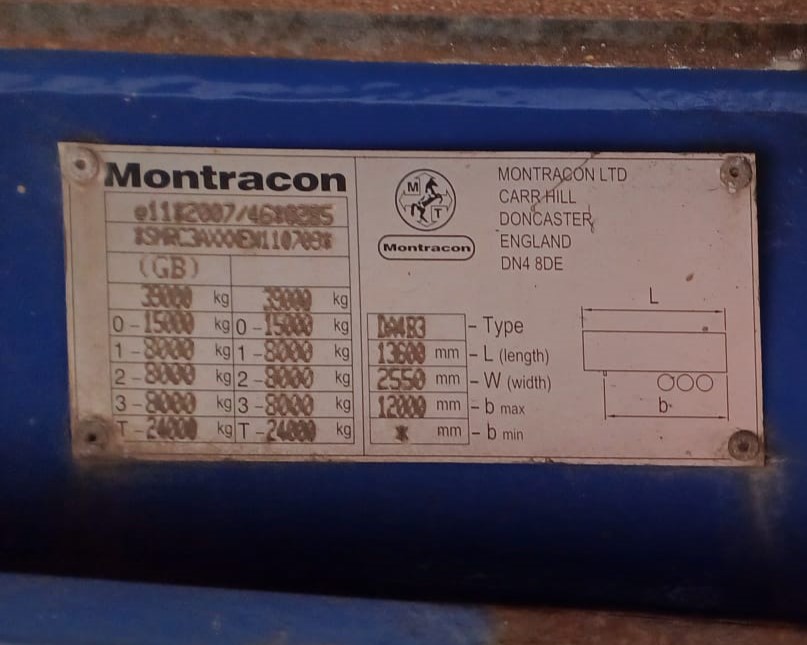 Montracon
e11*2007/46*0285
(GB)
39000 kg 39000 kg
0 - 15000 kg 0 - 15000 kg
1 - 8000 kg 1 - 8000 kg
2 - 8000 kg 2 - 8000 kg
3 - 8000 kg 3 - 8000 kg
T - 24000 kg T - 24000 kg
M T
Montracon
MONTRACON LTD
CARR HILL
DONCASTER
ENGLAND
DN4 8DE
- Type
13600 mm - L (length)
2550 mm - W (width)
12000 mm - b max
* mm - b min
L
b